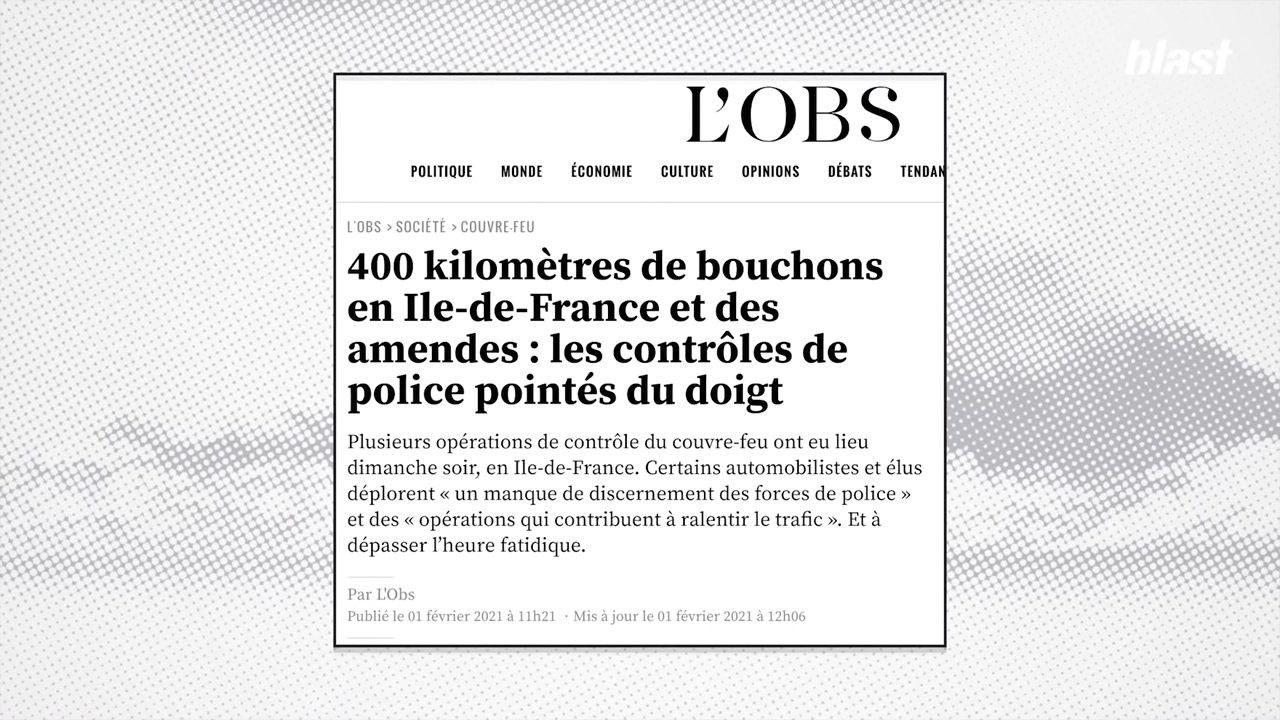 blast
L'OBS
POLITIQUE MONDE ÉCONOMIE CULTURE OPINIONS DÉBATS TENDAN
L'OBS > SOCIÉTÉ > COUVRE-FEU
400 kilomètres de bouchons
en Ile-de-France et des
amendes : les contrôles de
police pointés du doigt
Plusieurs opérations de contrôle du couvre-feu ont eu lieu
dimanche soir, en Ile-de-France. Certains automobilistes et élus
déplorent « un manque de discernement des forces de police »
et des « opérations qui contribuent à ralentir le trafic ». Et à
dépasser l'heure fatidique.
Par L'Obs
Publié le 01 février 2021 à 11h21 · Mis à jour le 01 février 2021 à 12h06